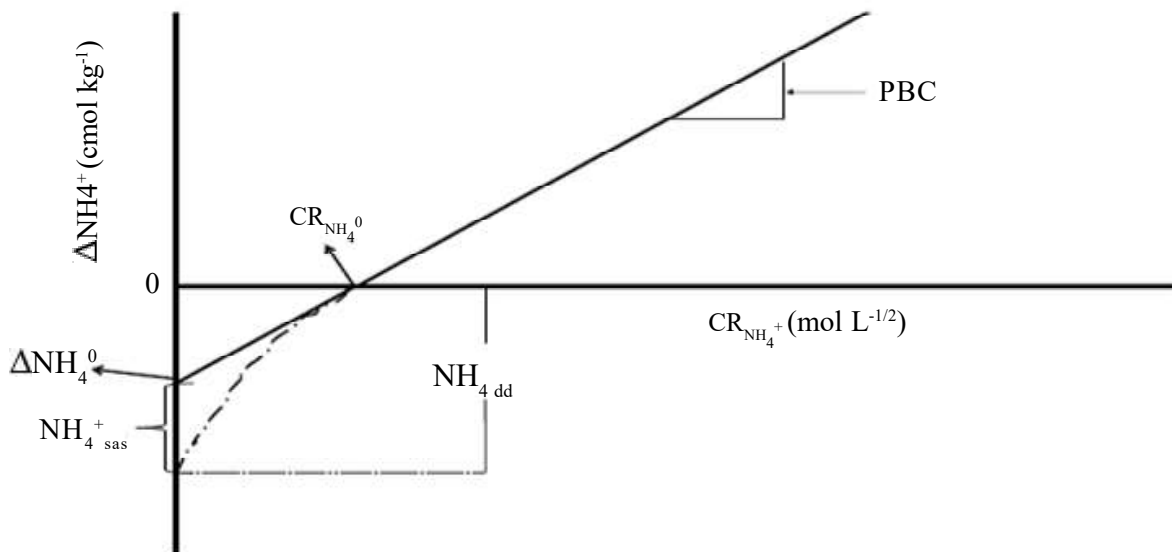 ΔNH4⁺ (cmol kg⁻¹)
PBC
CR_NH₄⁰
0
CR_NH₄⁺ (mol L⁻¹/²)
ΔNH₄⁰
NH₄ dd
NH₄⁺ sas